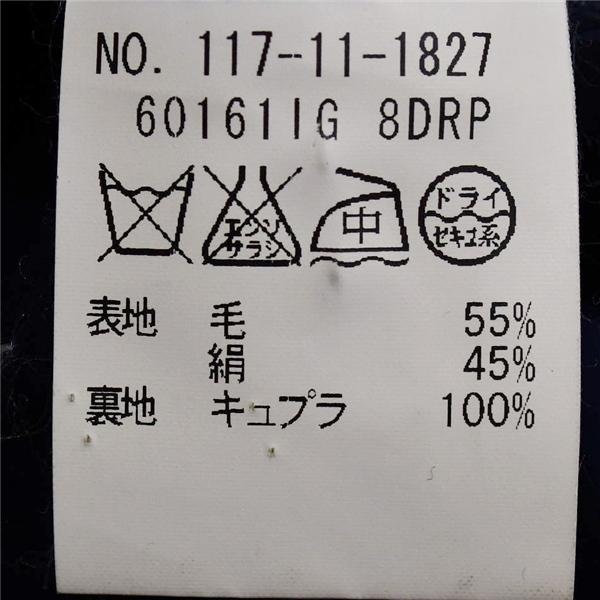 NO. 117-11-1827
601611G 8DRP
エンソ サラシ 中 ドライ セキユ系
表地 毛 55%
絹 45%
裏地 キュプラ 100%